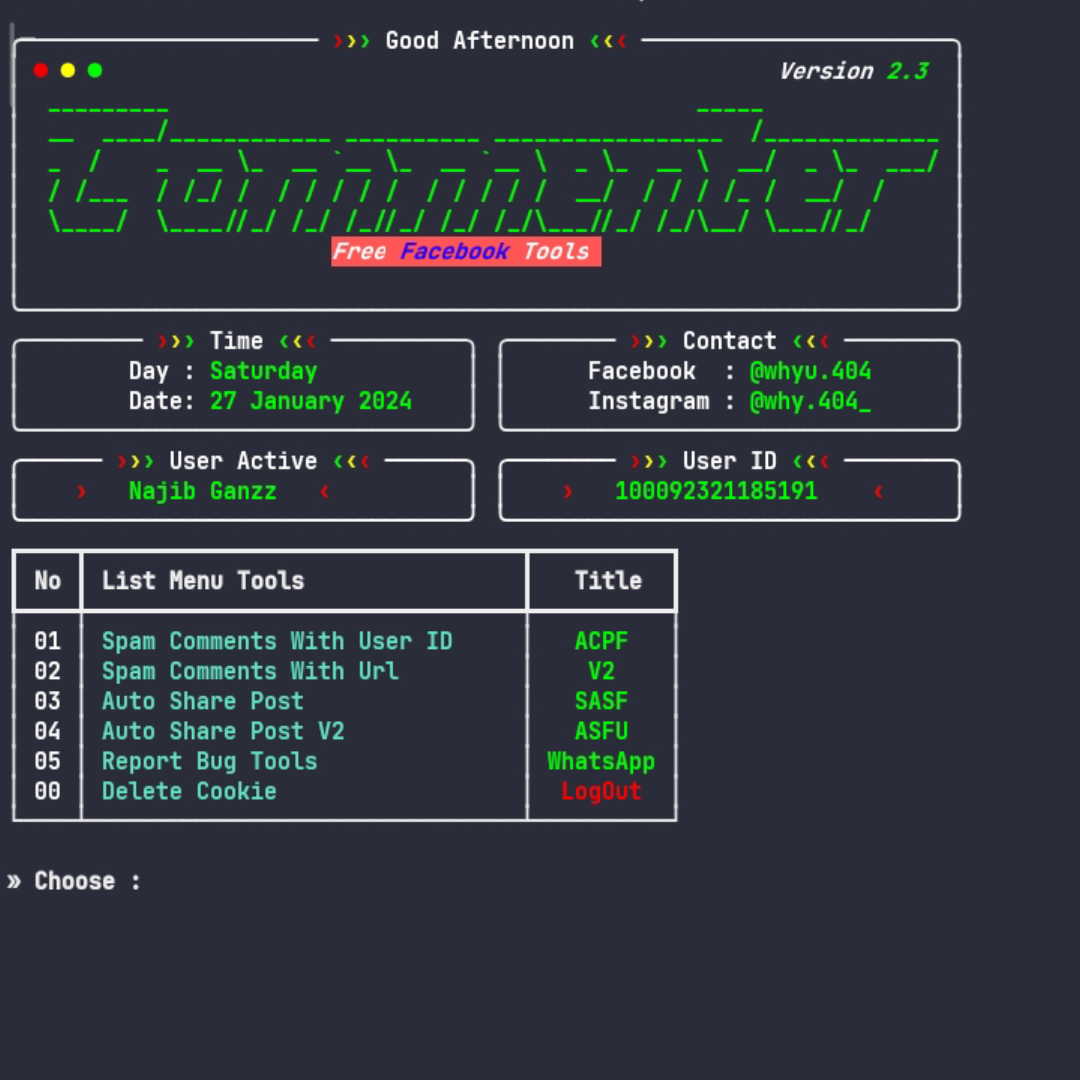 ››› Good Afternoon ‹‹‹
Version 2.3
Commenter
Free Facebook Tools
››› Time ‹‹‹
Day : Saturday
Date: 27 January 2024
››› Contact ‹‹‹
Facebook : @whyu.404
Instagram : @why.404_
››› User Active ‹‹‹
› Najib Ganzz ‹
››› User ID ‹‹‹
› 100092321185191 ‹
No List Menu Tools Title
01 Spam Comments With User ID ACPF
02 Spam Comments With Url V2
03 Auto Share Post SASF
04 Auto Share Post V2 ASFU
05 Report Bug Tools WhatsApp
00 Delete Cookie LogOut
» Choose :